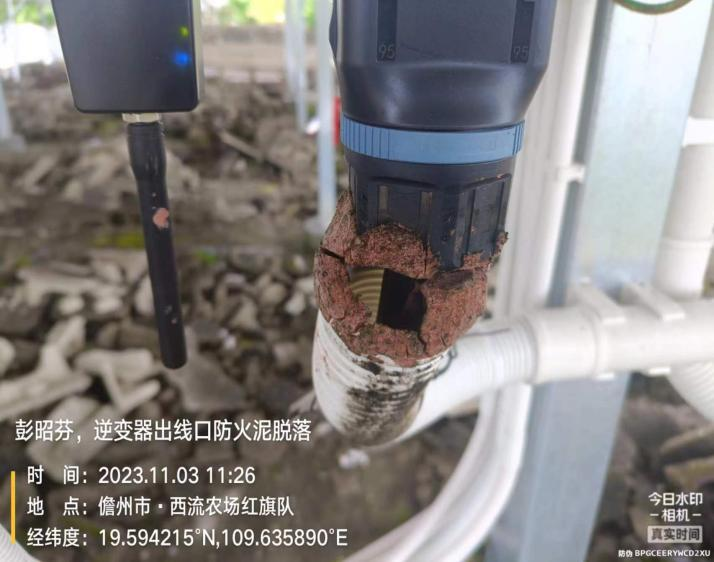 95
95
彭昭芬，逆变器出线口防火泥脱落
时　间：2023.11.03 11:26
地　点：儋州市·西流农场红旗队
经纬度：19.594215°N,109.635890°E
今日水印
-相机-
真实时间
防伪 BPGCEERYWCD2XU